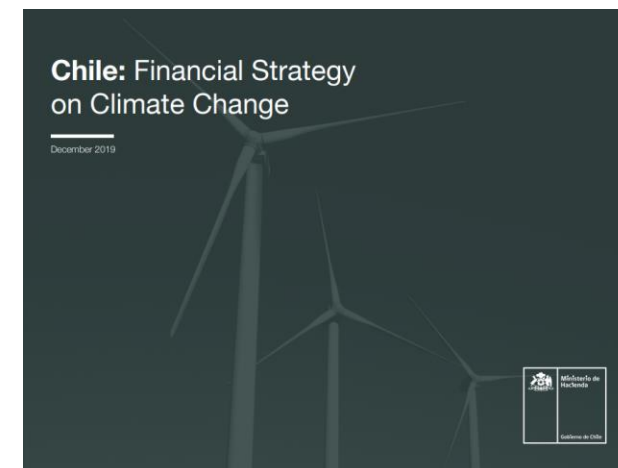 Chile: Financial Strategy
on Climate Change
December 2019
Ministerio de
Hacienda
Gobierno de Chile